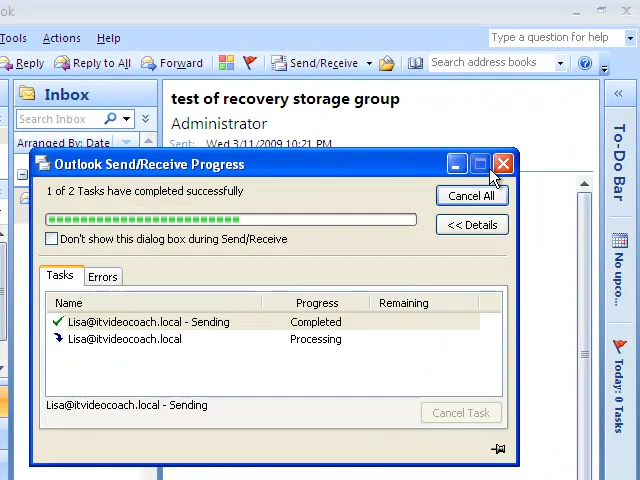 ok
Type a question for help
Tools Actions Help
Reply Reply to All Forward Send/Receive Search address books
Inbox
Search Inbox
Arranged By: Date
test of recovery storage group
Administrator
Sent: Wed 3/11/2009 10:21 PM
To-Do Bar
No upco...
Today: 0 Tasks
Outlook Send/Receive Progress
1 of 2 Tasks have completed successfully
Cancel All
<< Details
Don't show this dialog box during Send/Receive
Tasks Errors
Name Progress Remaining
Lisa@itvideocoach.local - Sending Completed
Lisa@itvideocoach.local Processing
Lisa@itvideocoach.local - Sending
Cancel Task